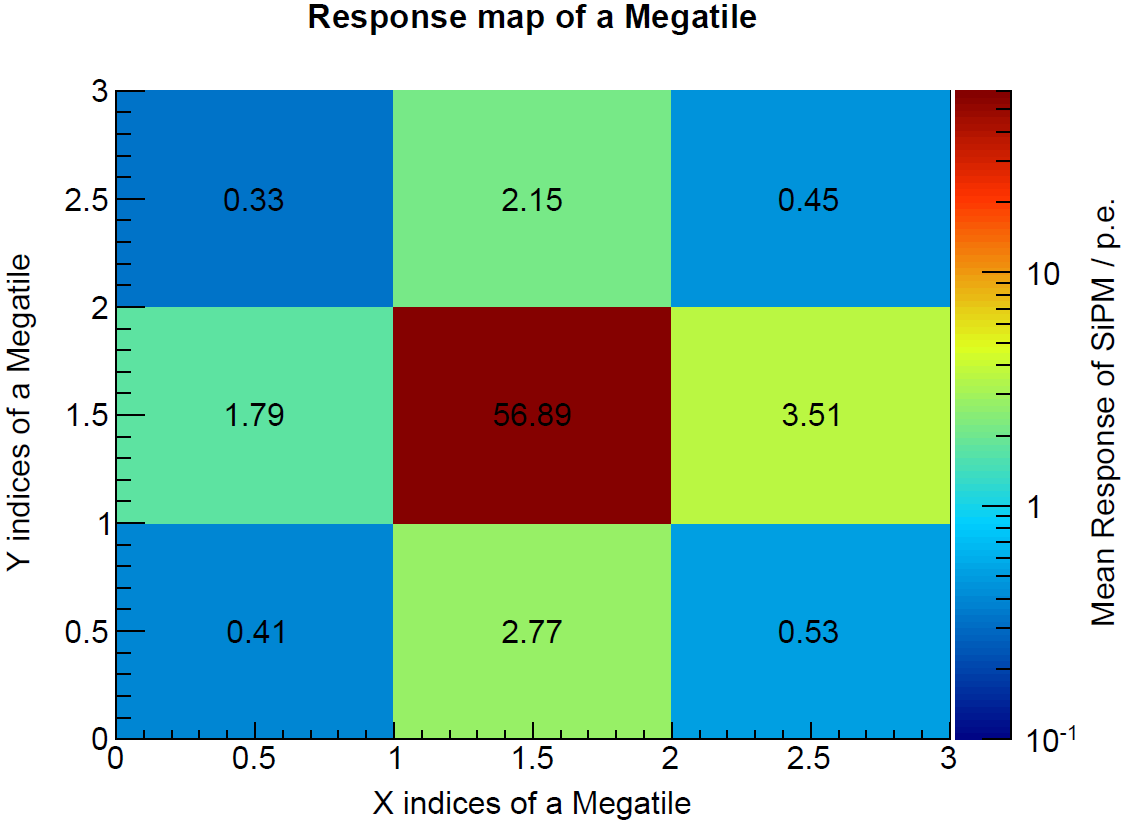 Response map of a Megatile
3
2.5
2
1.5
1
0.5
0
Y indices of a Megatile
0.33 2.15 0.45
1.79 56.89 3.51
0.41 2.77 0.53
0 0.5 1 1.5 2 2.5 3
X indices of a Megatile
10
1
10⁻¹
Mean Response of SiPM / p.e.